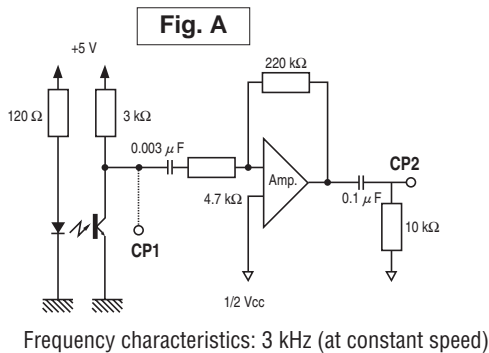 Fig. A
+5 V
220 kΩ
120 Ω
3 kΩ
0.003 μF
CP2
Amp.
4.7 kΩ
0.1 μF
10 kΩ
CP1
1/2 Vcc
Frequency characteristics: 3 kHz (at constant speed)